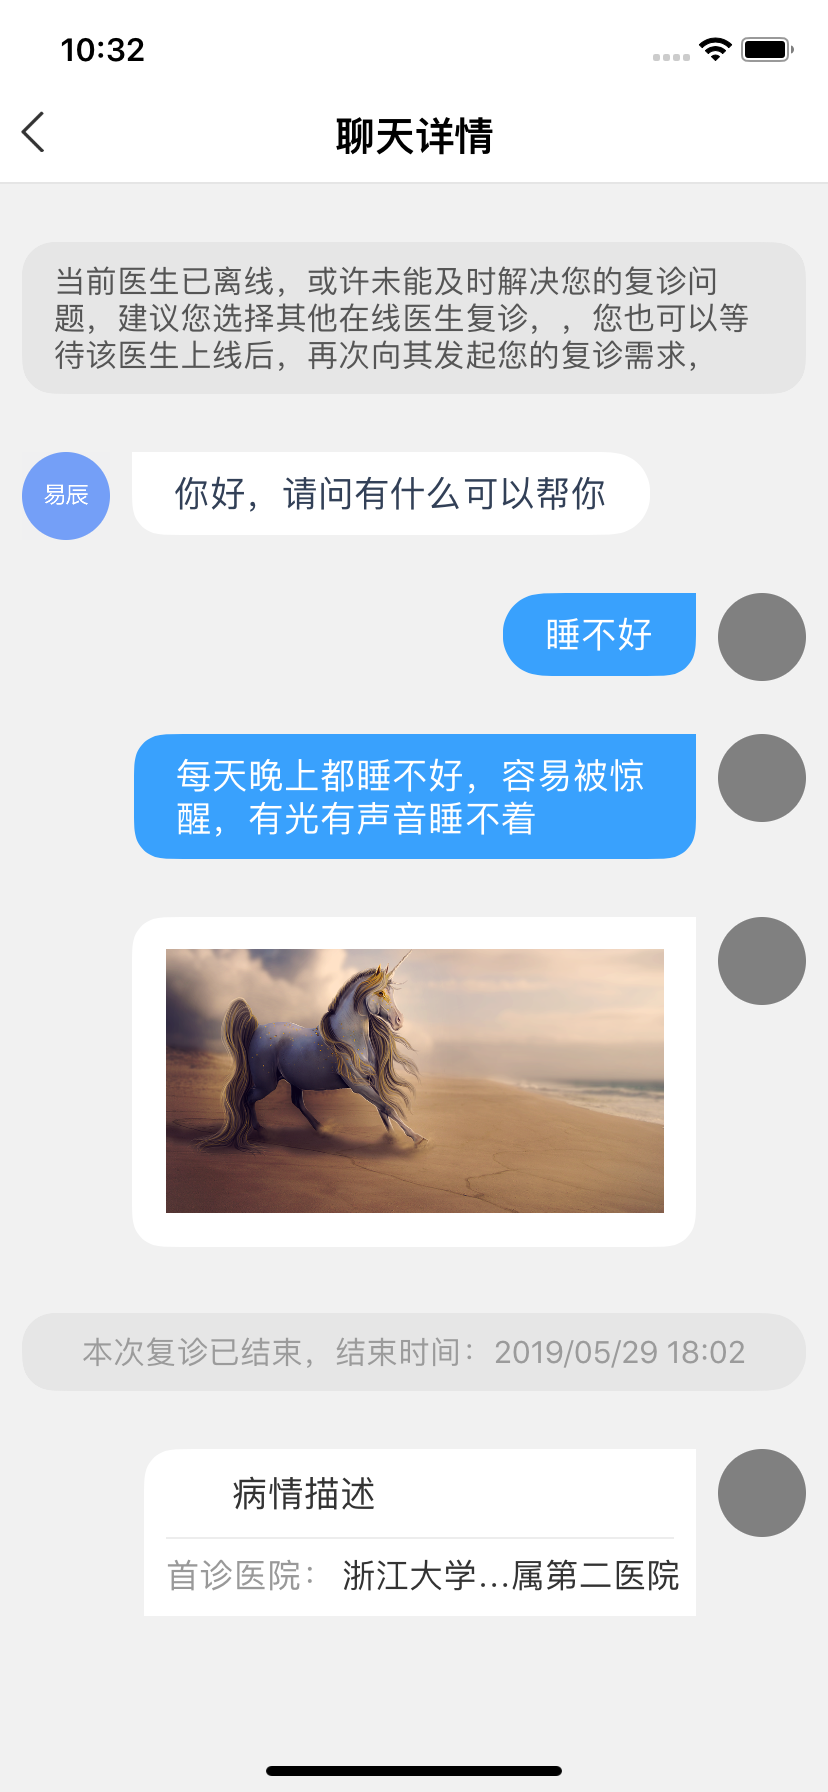 10:32
聊天详情
当前医生已离线，或许未能及时解决您的复诊问
题，建议您选择其他在线医生复诊，，您也可以等
待该医生上线后，再次向其发起您的复诊需求，
易辰
你好，请问有什么可以帮你
睡不好
每天晚上都睡不好，容易被惊
醒，有光有声音睡不着
本次复诊已结束，结束时间：2019/05/29 18:02
病情描述
首诊医院：浙江大学...属第二医院